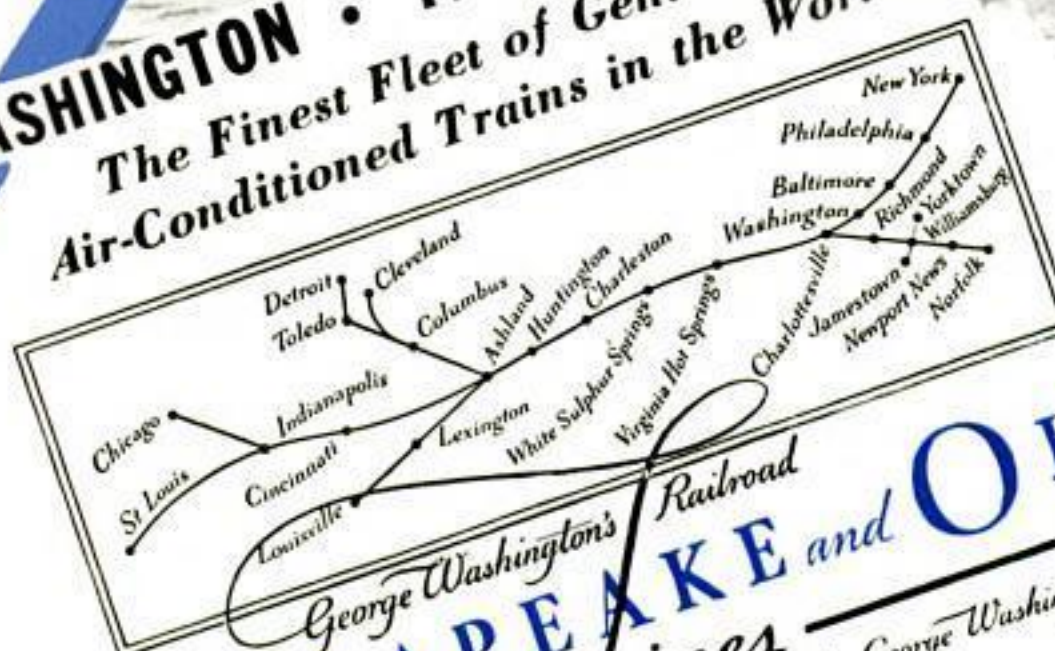 SHINGTON •
The Finest Fleet of
Air-Conditioned Trains in the
New York
Philadelphia
Baltimore
Washington
Richmond
Yorktown
Williamsburg
Charlottesville
Jamestown
Newport News
Norfolk
Detroit
Cleveland
Toledo
Columbus
Ashland
Huntington
Charleston
White Sulphur Springs
Virginia Hot Springs
Chicago
Indianapolis
Cincinnati
Lexington
St Louis
Louisville
George Washington's Railroad
PEAKE and O
George Washi